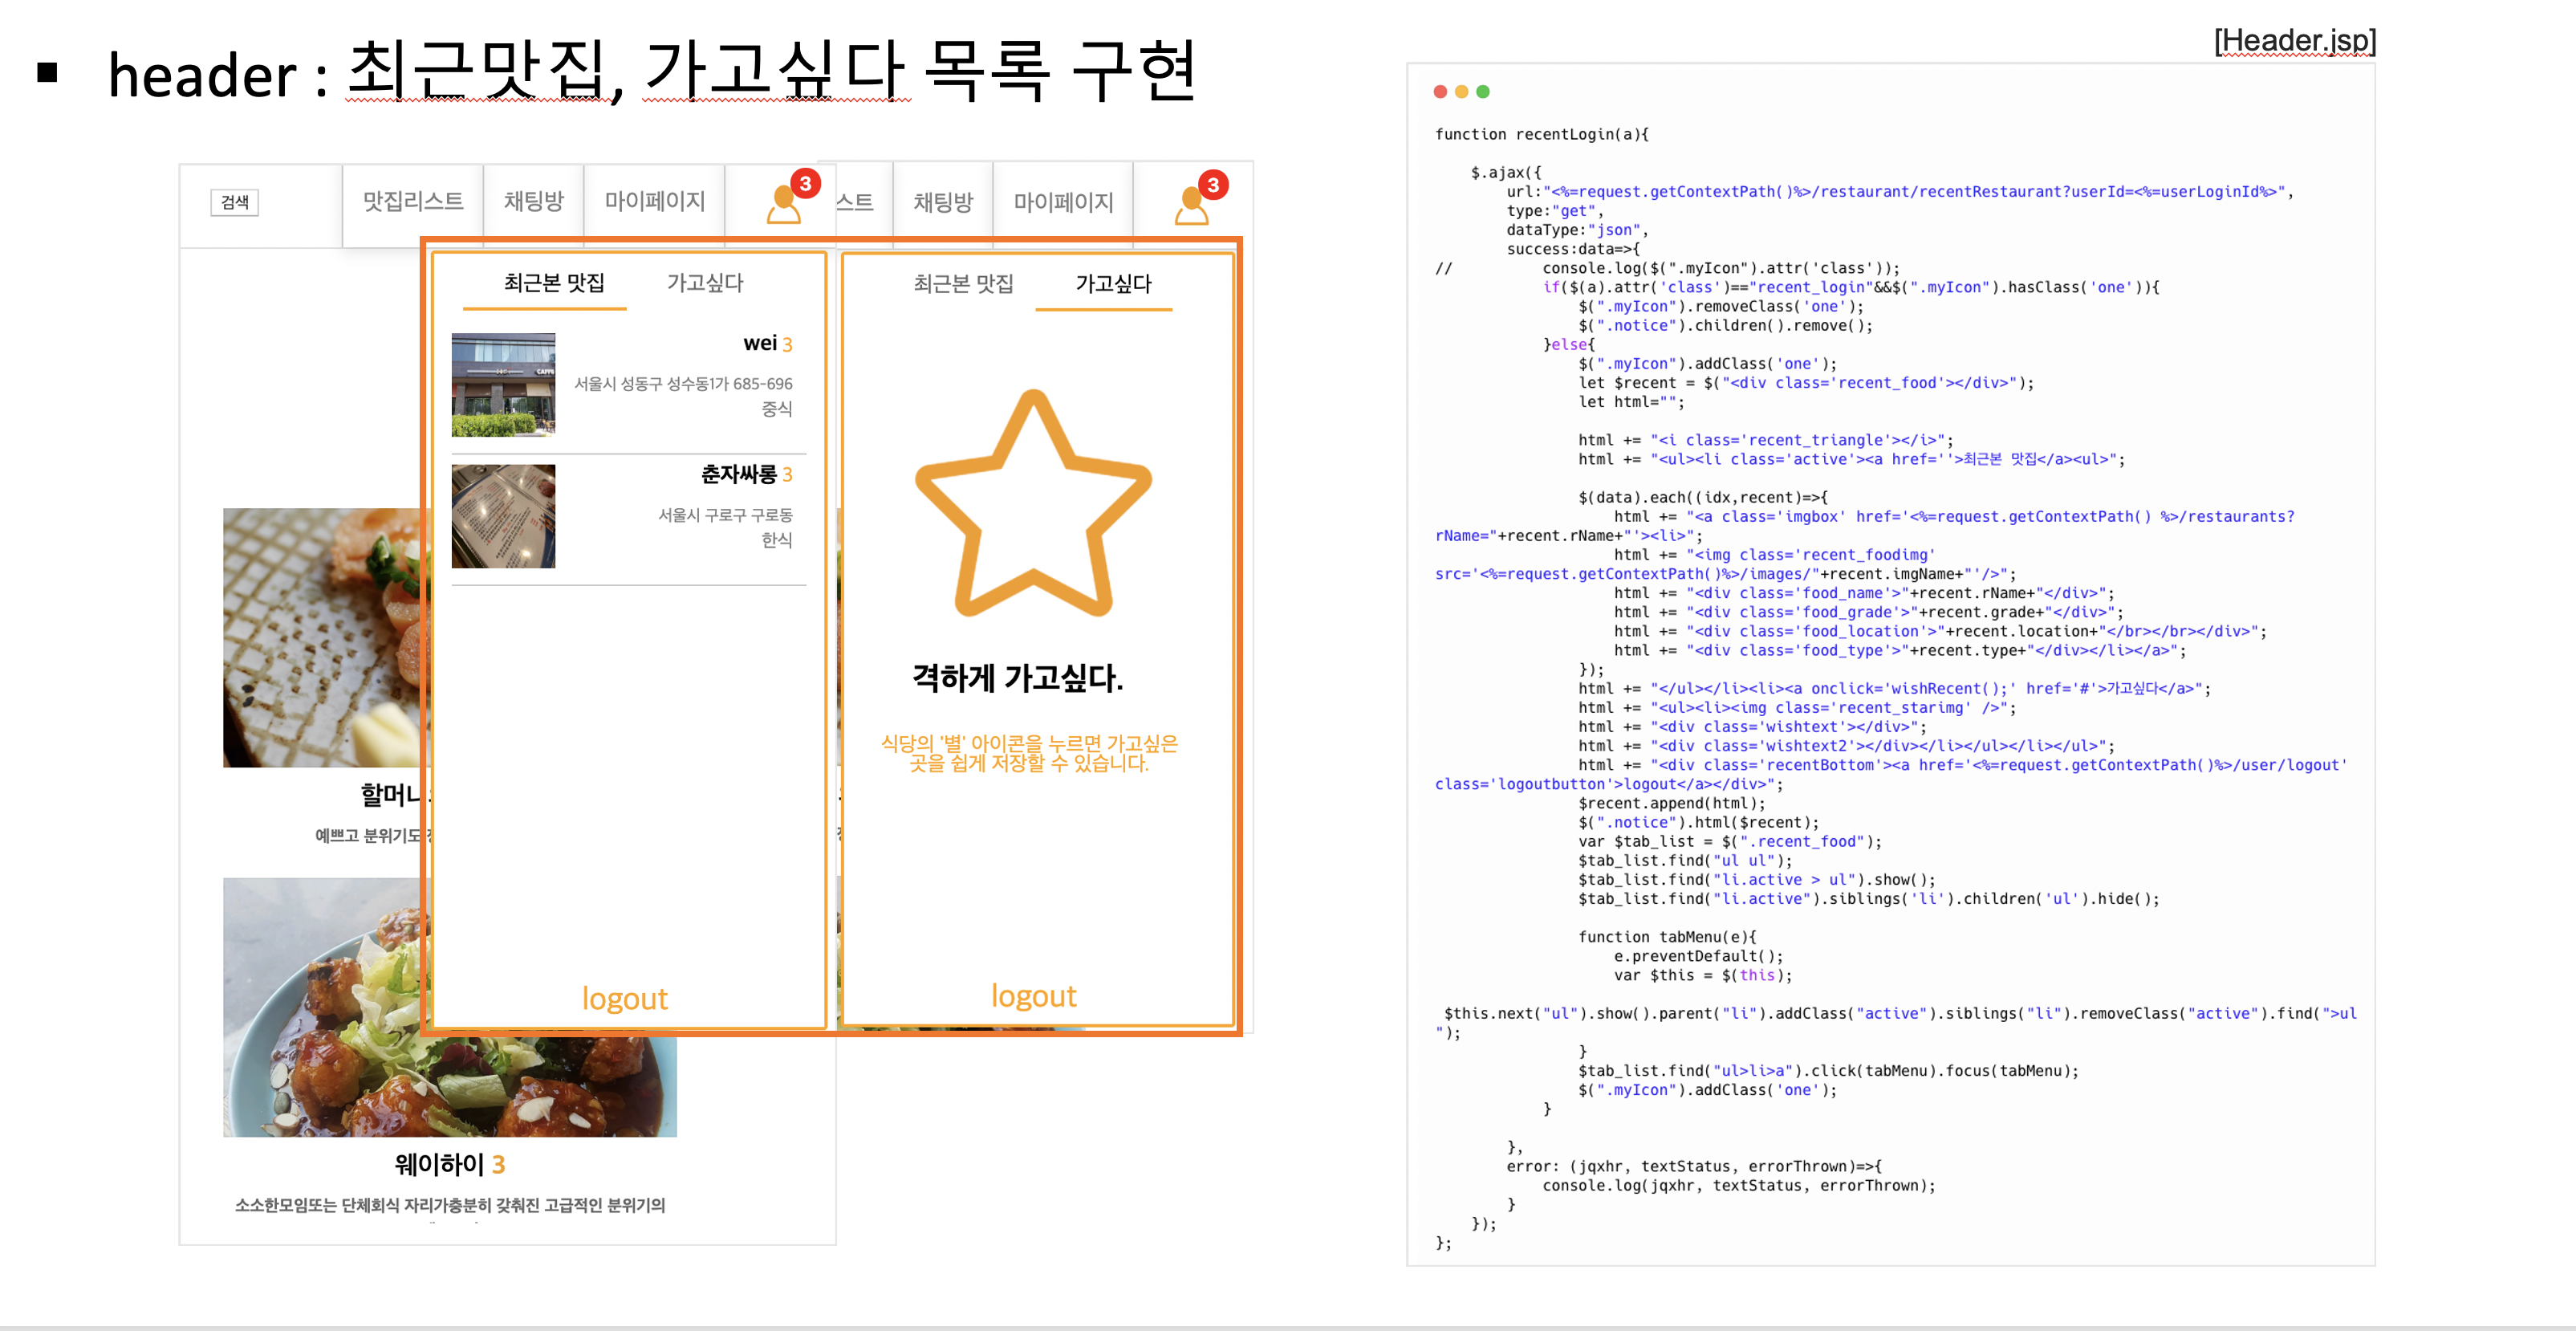 ▪ header : 최근맛집, 가고싶다 목록 구현
검색
맛집리스트
채팅방
마이페이지
3
스트
채팅방
마이페이지
3
최근본 맛집
가고싶다
wei 3
서울시 성동구 성수동1가 685-696
중식
춘자싸롱 3
서울시 구로구 구로동
한식
logout
최근본 맛집
가고싶다
격하게 가고싶다.
식당의 '별' 아이콘을 누르면 가고싶은
곳을 쉽게 저장할 수 있습니다.
logout
할머니
예쁘고 분위기도
웨이하이 3
소소한모임또는 단체회식 자리가충분히 갖춰진 고급적인 분위기의
[Header.jsp]
function recentLogin(a){
$.ajax({
url:"<%=request.getContextPath()%>/restaurant/recentRestaurant?userId=<%=userLoginId%>",
type:"get",
dataType:"json",
success:data=>{
// console.log($(".myIcon").attr('class'));
if($(a).attr('class')=="recent_login"&&$(".myIcon").hasClass('one')){
$(".myIcon").removeClass('one');
$(".notice").children().remove();
}else{
$(".myIcon").addClass('one');
let $recent = $("<div class='recent_food'></div>");
let html="";
html += "<i class='recent_triangle'></i>";
html += "<ul><li class='active'><a href=''>최근본 맛집</a><ul>";
$(data).each((idx,recent)=>{
html += "<a class='imgbox' href='<%=request.getContextPath() %>/restaurants?
rName="+recent.rName+"'><li>";
html += "<img class='recent_foodimg'
src='<%=request.getContextPath()%>/images/"+recent.imgName+"'/>";
html += "<div class='food_name'>"+recent.rName+"</div>";
html += "<div class='food_grade'>"+recent.grade+"</div>";
html += "<div class='food_location'>"+recent.location+"</br></br></div>";
html += "<div class='food_type'>"+recent.type+"</div></li></a>";
});
html += "</ul></li><li><a onclick='wishRecent();' href='#'>가고싶다</a>";
html += "<ul><li><img class='recent_starimg' />";
html += "<div class='wishtext'></div>";
html += "<div class='wishtext2'></div></li></ul></li></ul>";
html += "<div class='recentBottom'><a href='<%=request.getContextPath()%>/user/logout'
class='logoutbutton'>logout</a></div>";
$recent.append(html);
$(".notice").html($recent);
var $tab_list = $(".recent_food");
$tab_list.find("ul ul");
$tab_list.find("li.active > ul").show();
$tab_list.find("li.active").siblings('li').children('ul').hide();
function tabMenu(e){
e.preventDefault();
var $this = $(this);
$this.next("ul").show().parent("li").addClass("active").siblings("li").removeClass("active").find(">ul
");
}
$tab_list.find("ul>li>a").click(tabMenu).focus(tabMenu);
$(".myIcon").addClass('one');
}
},
error: (jqxhr, textStatus, errorThrown)=>{
console.log(jqxhr, textStatus, errorThrown);
}
});
};